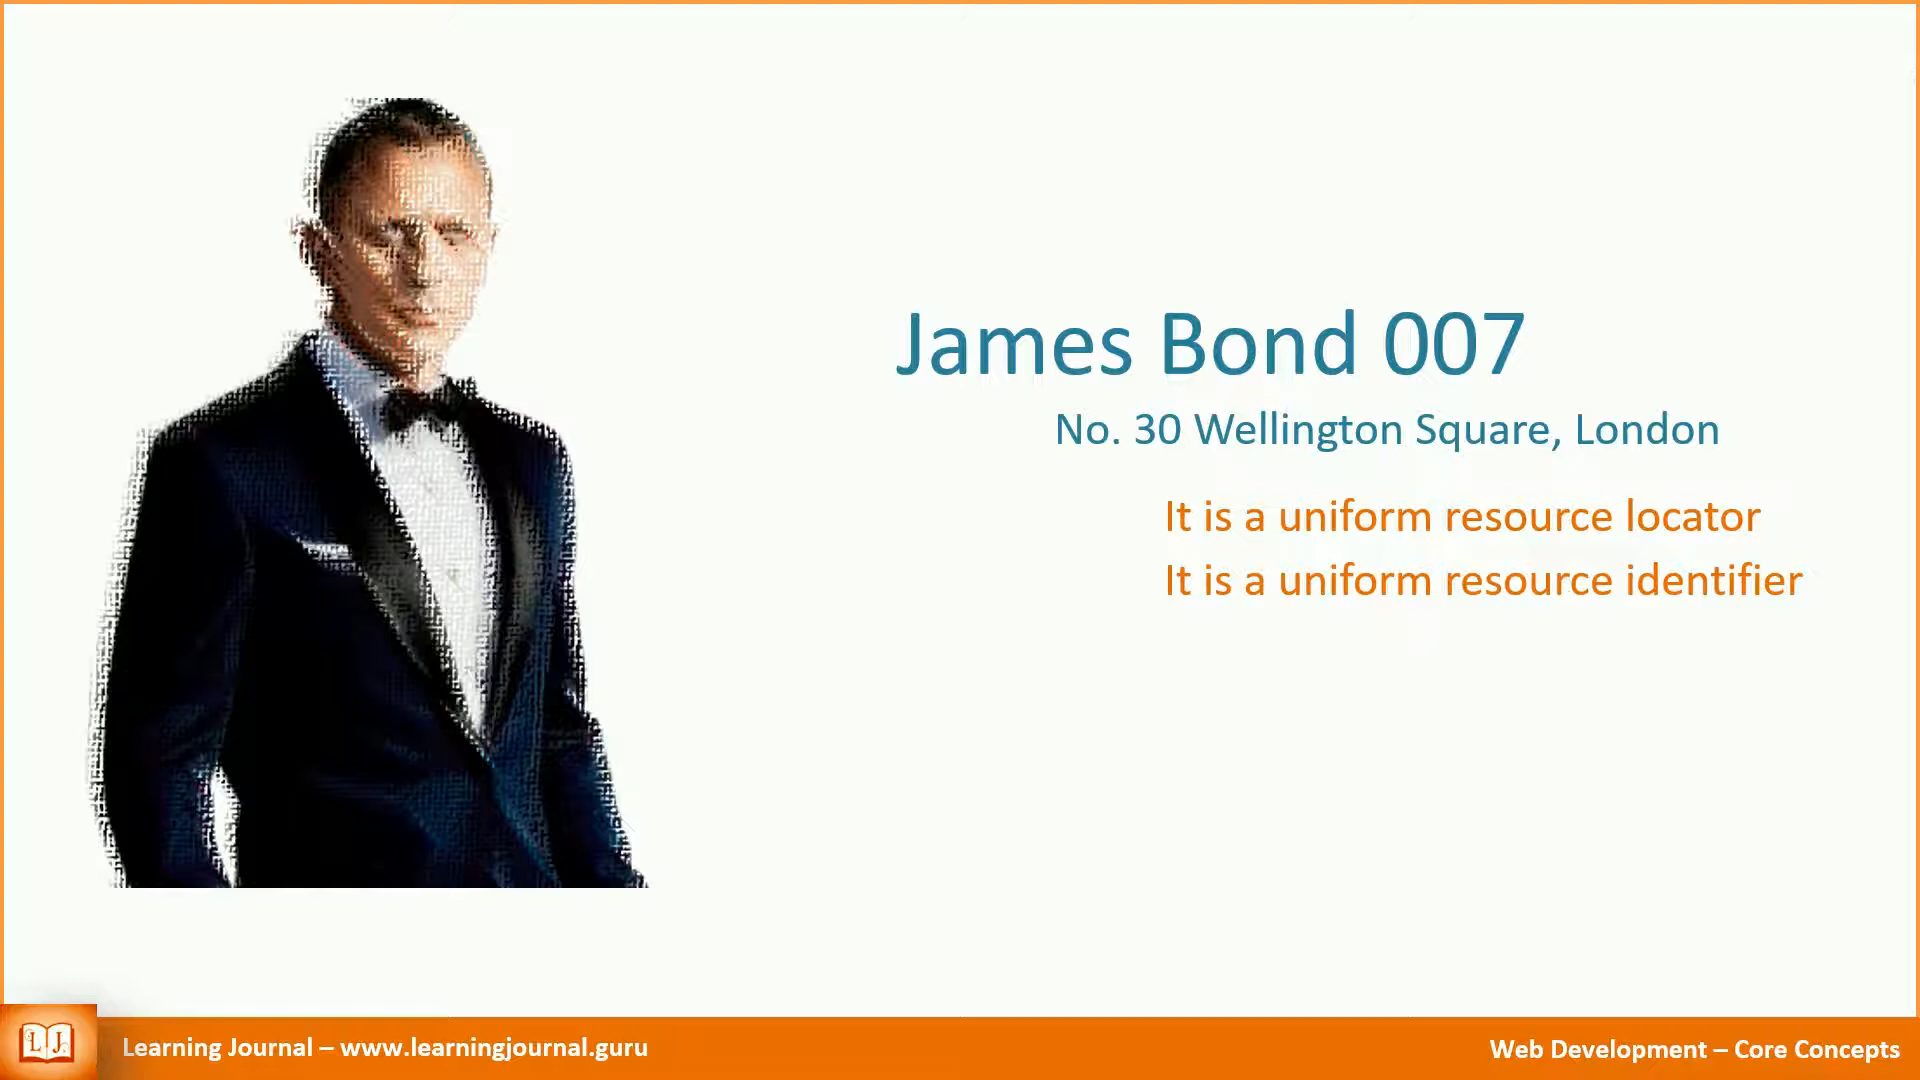 James Bond 007
No. 30 Wellington Square, London
It is a uniform resource locator
It is a uniform resource identifier
LJ
Learning Journal – www.learningjournal.guru
Web Development – Core Concepts